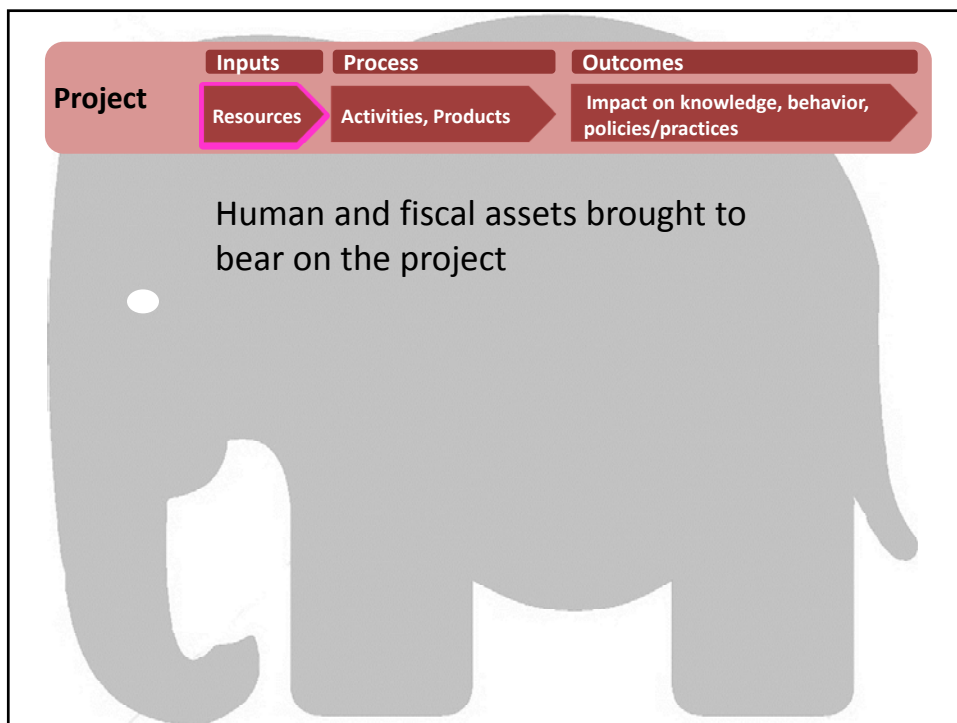 Inputs Process Outcomes
Project
Resources
Activities, Products
Impact on knowledge, behavior,
policies/practices
Human and fiscal assets brought to
bear on the project